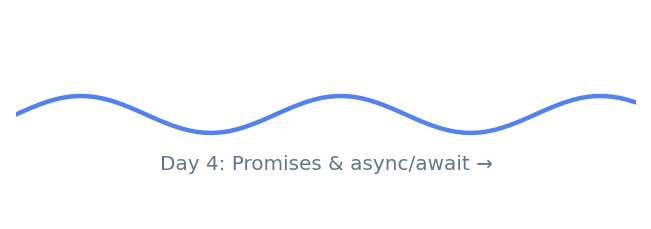 Day 4: Promises & async/await →